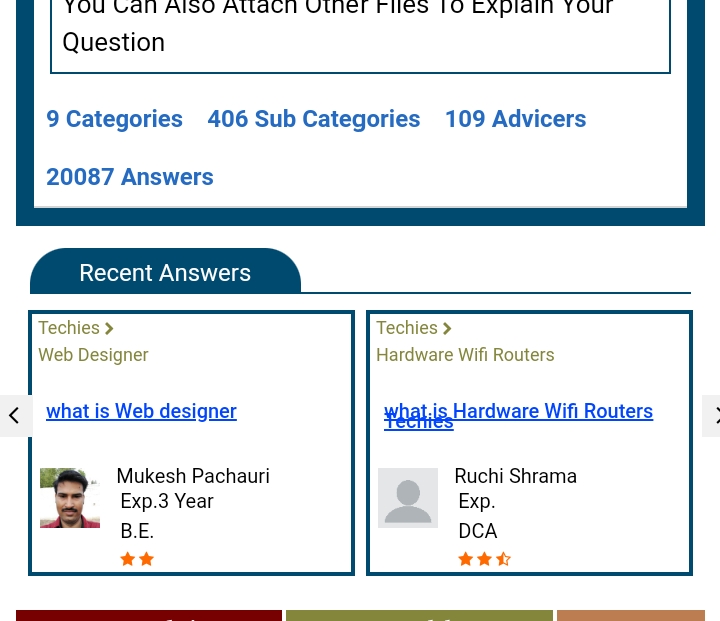 You Can Also Attach Other Files To Explain Your
Question
9 Categories 406 Sub Categories 109 Advicers
20087 Answers
Recent Answers
Techies
Web Designer
what is Web designer
Mukesh Pachauri
Exp.3 Year
B.E.
Techies
Hardware Wifi Routers
what is Hardware Wifi Routers
Techies
Ruchi Shrama
Exp.
DCA